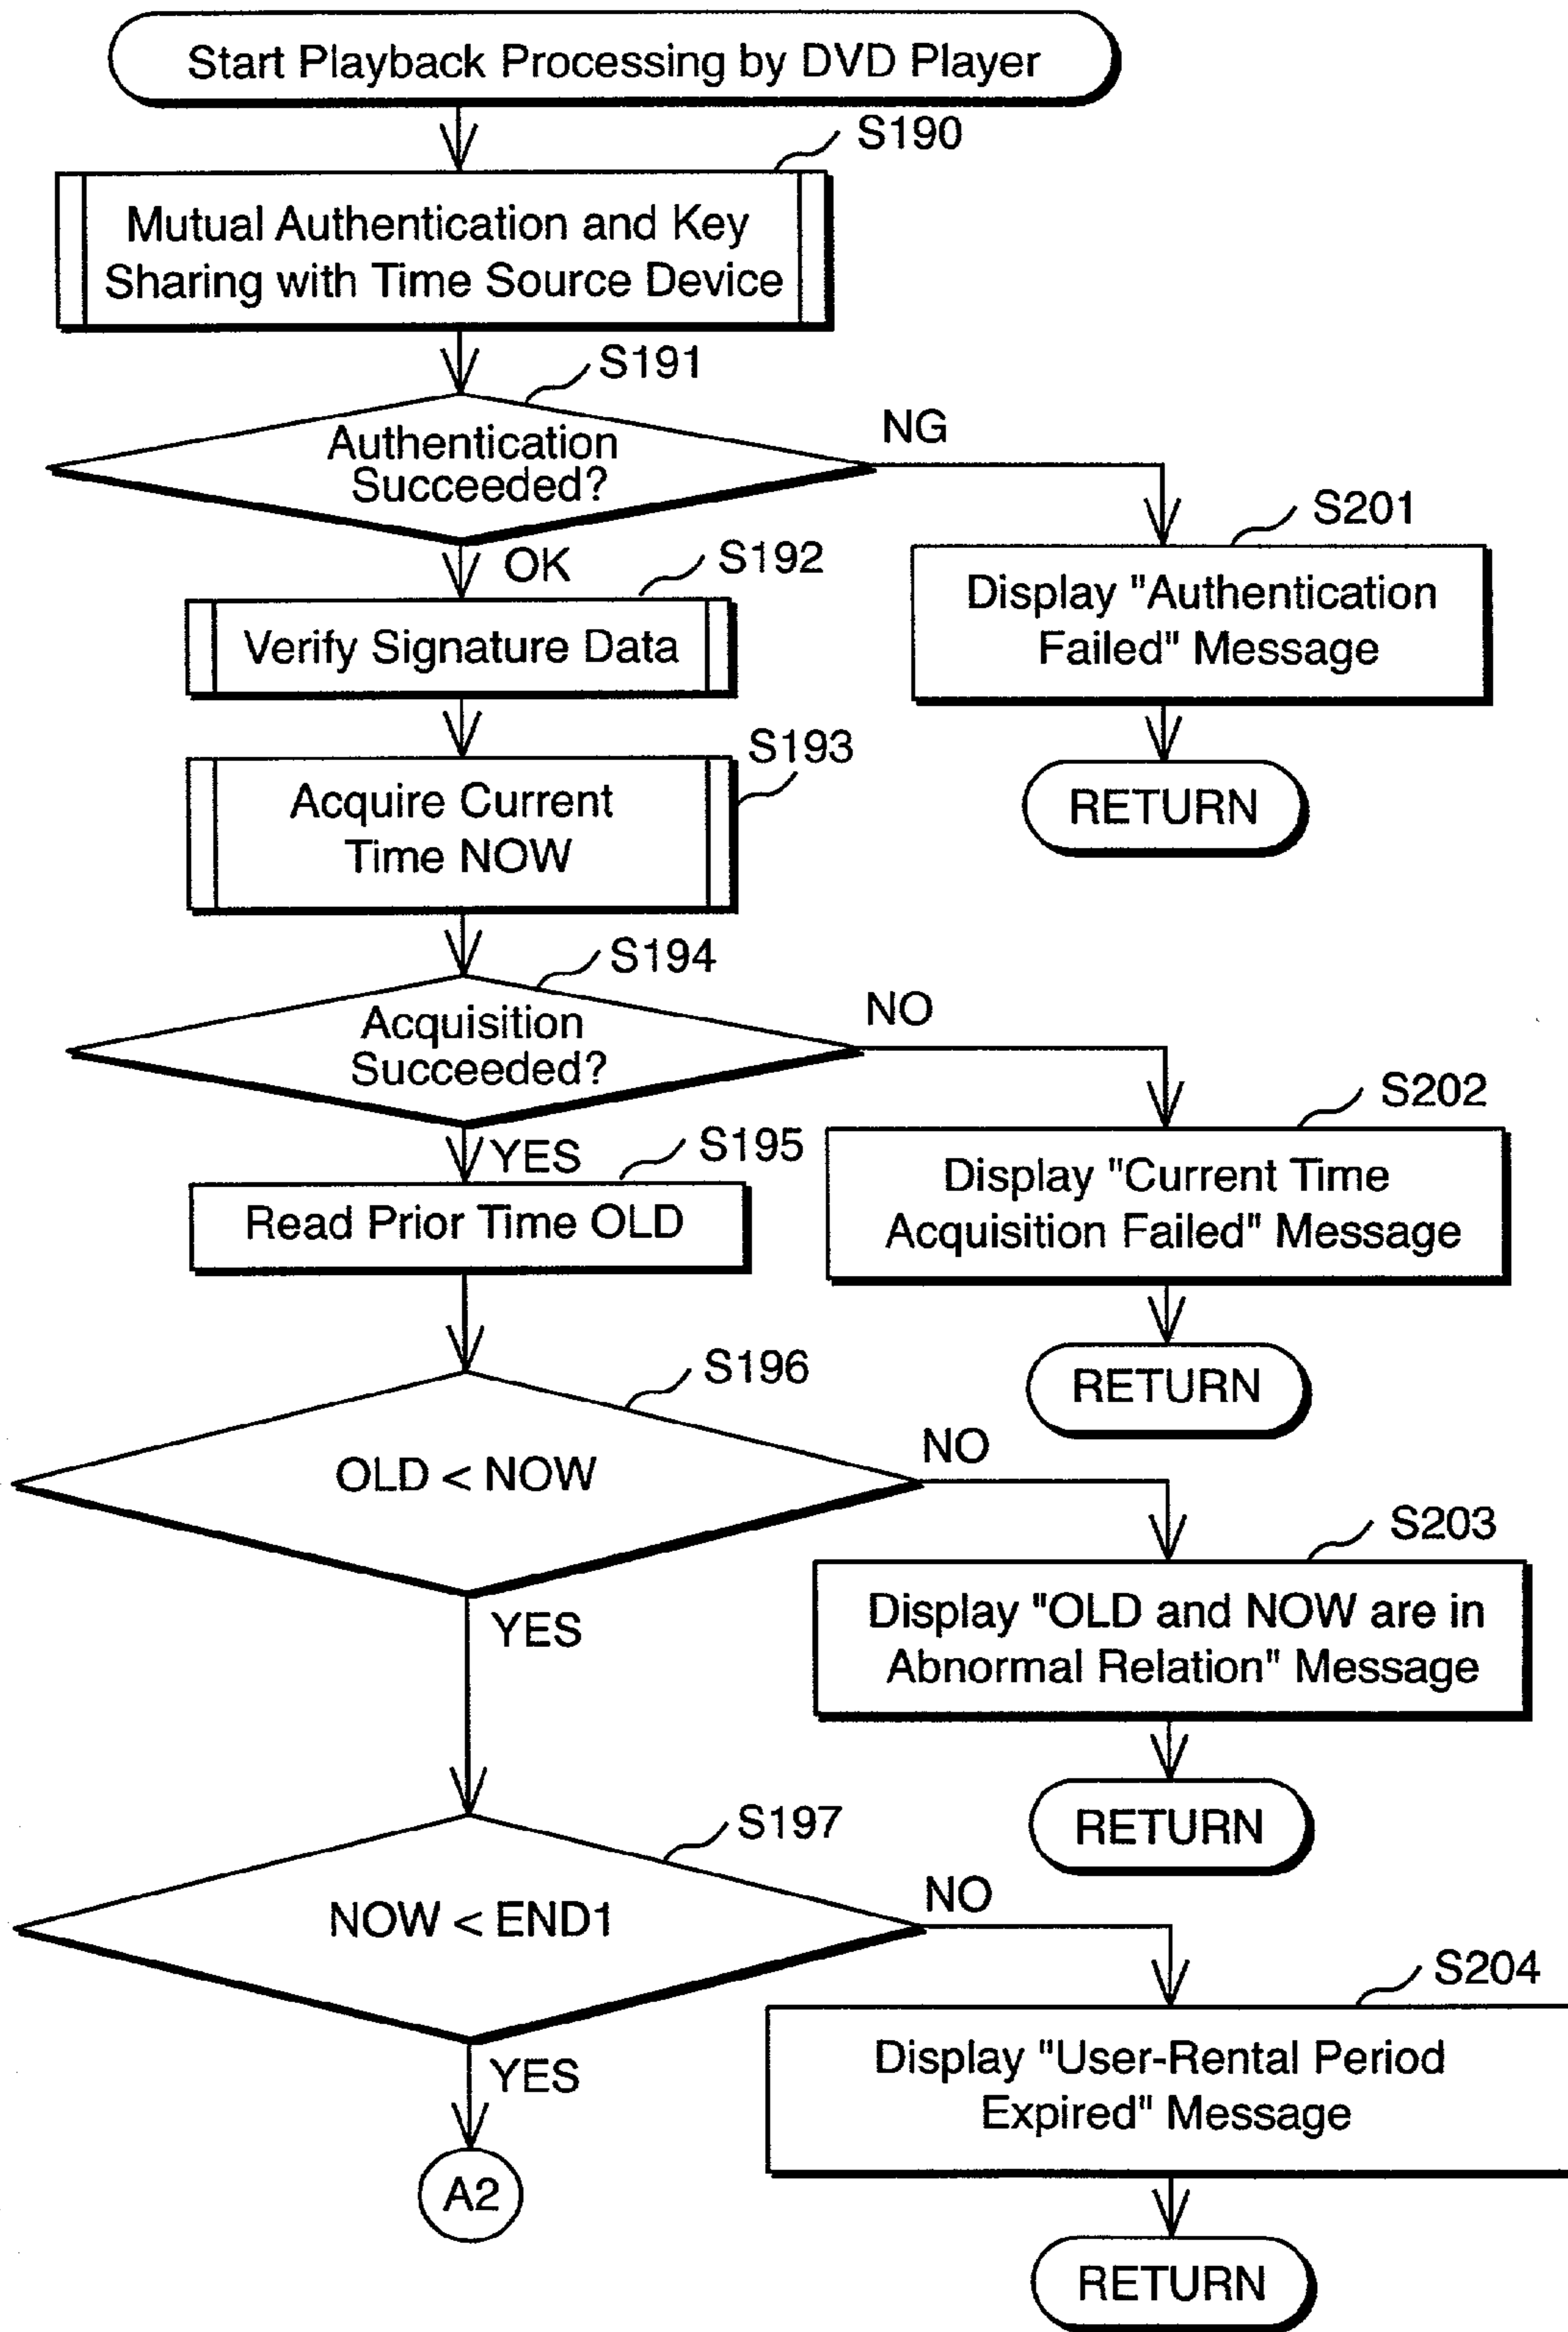 Start Playback Processing by DVD Player
S190
Mutual Authentication and Key
Sharing with Time Source Device
S191
Authentication
Succeeded?
NG
OK
S201
Display "Authentication
Failed" Message
RETURN
S192
Verify Signature Data
S193
Acquire Current
Time NOW
S194
Acquisition
Succeeded?
NO
YES
S202
Display "Current Time
Acquisition Failed" Message
RETURN
S195
Read Prior Time OLD
S196
OLD < NOW
NO
YES
S203
Display "OLD and NOW are in
Abnormal Relation" Message
RETURN
S197
NOW < END1
NO
YES
S204
Display "User-Rental Period
Expired" Message
RETURN
A2